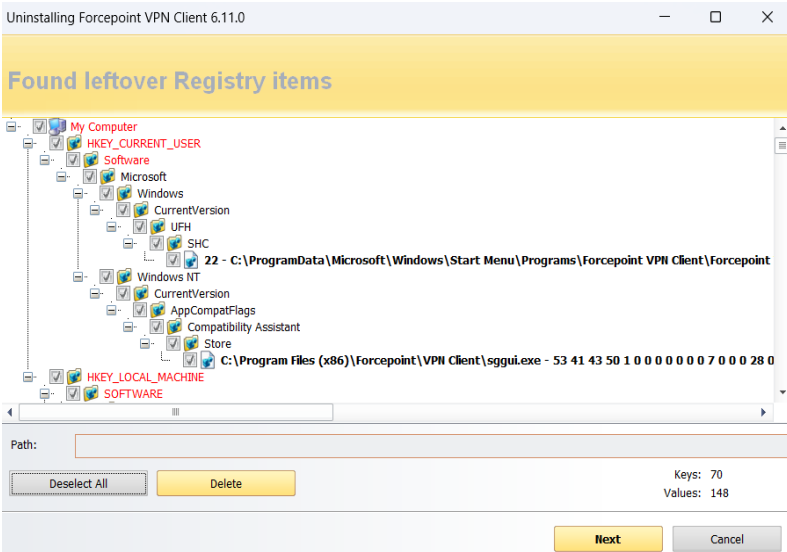 Uninstalling Forcepoint VPN Client 6.11.0
Found leftover Registry items
My Computer
HKEY_CURRENT_USER
Software
Microsoft
Windows
CurrentVersion
UFH
SHC
22 - C:\ProgramData\Microsoft\Windows\Start Menu\Programs\Forcepoint VPN Client\Forcepoint
Windows NT
CurrentVersion
AppCompatFlags
Compatibility Assistant
Store
C:\Program Files (x86)\Forcepoint\VPN Client\sggui.exe - 53 41 43 50 1 0 0 0 0 0 0 0 7 0 0 0 28 0
HKEY_LOCAL_MACHINE
SOFTWARE
Path:
Deselect All
Delete
Keys: 70
Values: 148
Next
Cancel